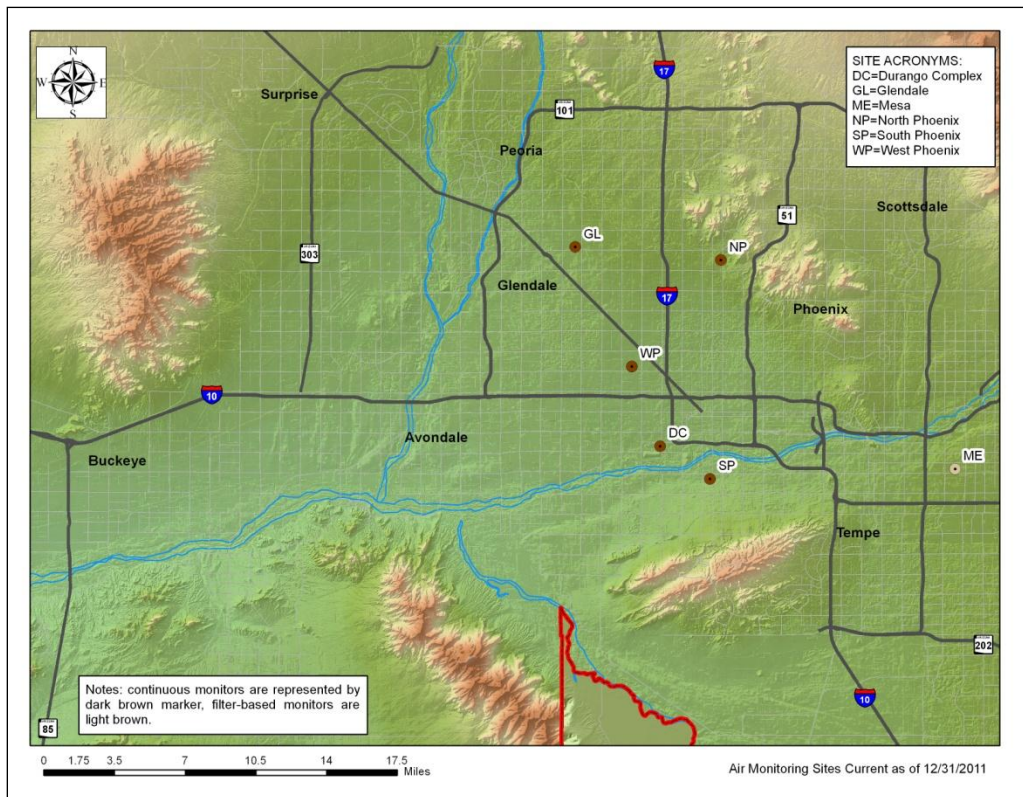 N
W E
S
SITE ACRONYMS:
DC=Durango Complex
GL=Glendale
ME=Mesa
NP=North Phoenix
SP=South Phoenix
WP=West Phoenix
17
Surprise
101
Peoria
51
Scottsdale
GL
NP
303
Glendale
17
Phoenix
WP
10
Avondale
DC
Buckeye
SP
ME
Tempe
202
Notes: continuous monitors are represented by
dark brown marker, filter-based monitors are
light brown.
10
85
0 1.75 3.5 7 10.5 14 17.5
Miles
Air Monitoring Sites Current as of 12/31/2011